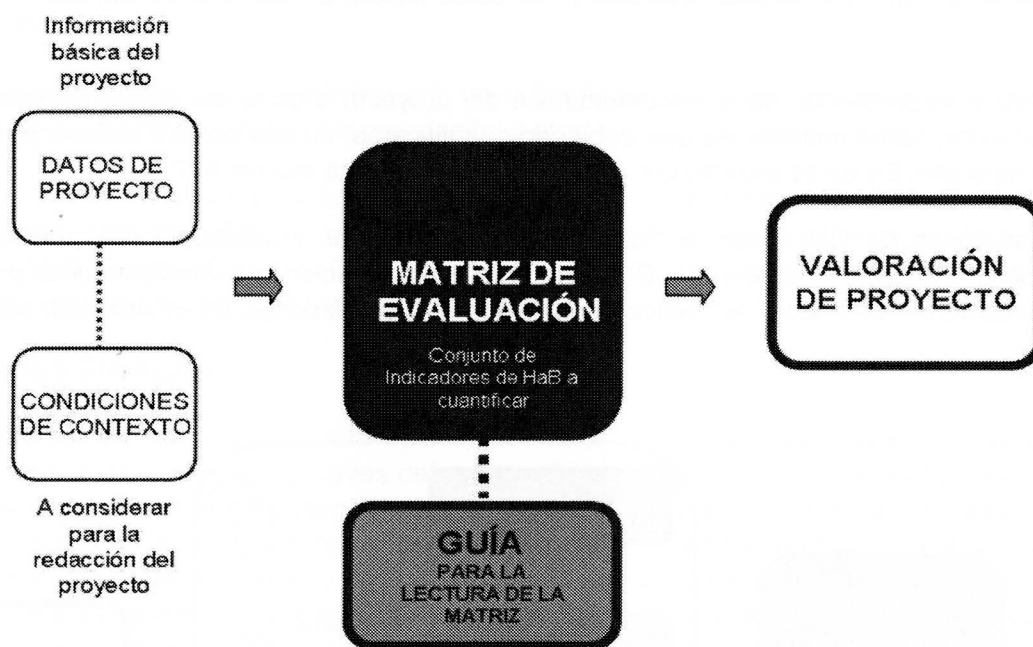 Información
básica del
proyecto
DATOS DE
PROYECTO
CONDICIONES
DE CONTEXTO
A considerar
para la
redacción del
proyecto
MATRIZ DE
EVALUACIÓN
Conjunto de
Indicadores de HaB a
cuantificar
GUÍA
PARA LA
LECTURA DE LA
MATRIZ
VALORACIÓN
DE PROYECTO